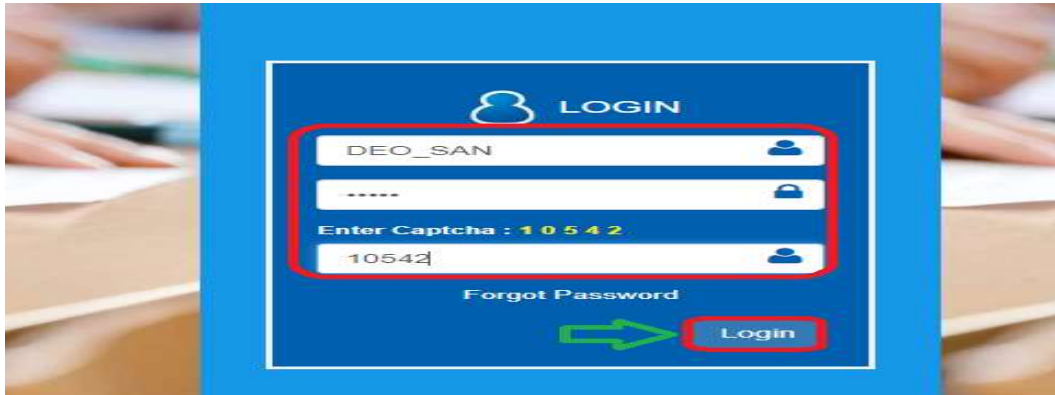 LOGIN
DEO_SAN
•••••
Enter Captcha : 1 0 5 4 2
10542
Forgot Password
Login